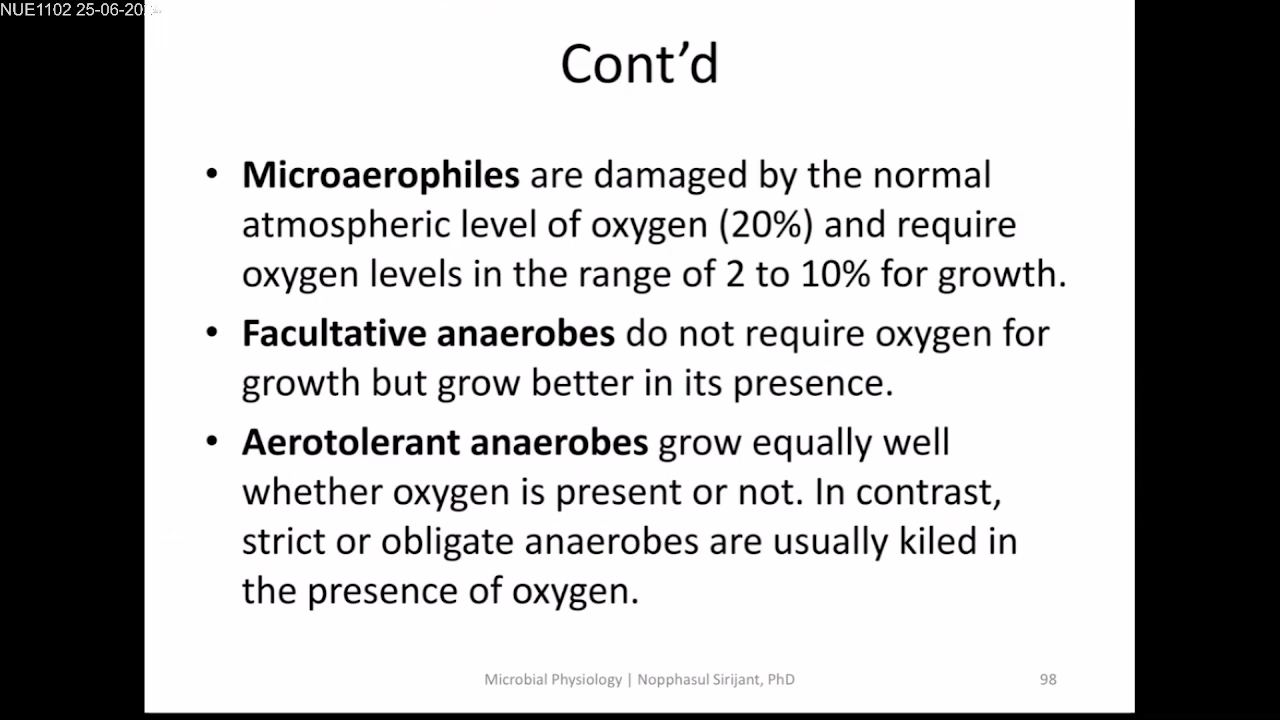 NUE1102 25-06-20
Cont’d
• Microaerophiles are damaged by the normal
atmospheric level of oxygen (20%) and require
oxygen levels in the range of 2 to 10% for growth.
• Facultative anaerobes do not require oxygen for
growth but grow better in its presence.
• Aerotolerant anaerobes grow equally well
whether oxygen is present or not. In contrast,
strict or obligate anaerobes are usually kiled in
the presence of oxygen.
Microbial Physiology | Nopphasul Sirijant, PhD
98